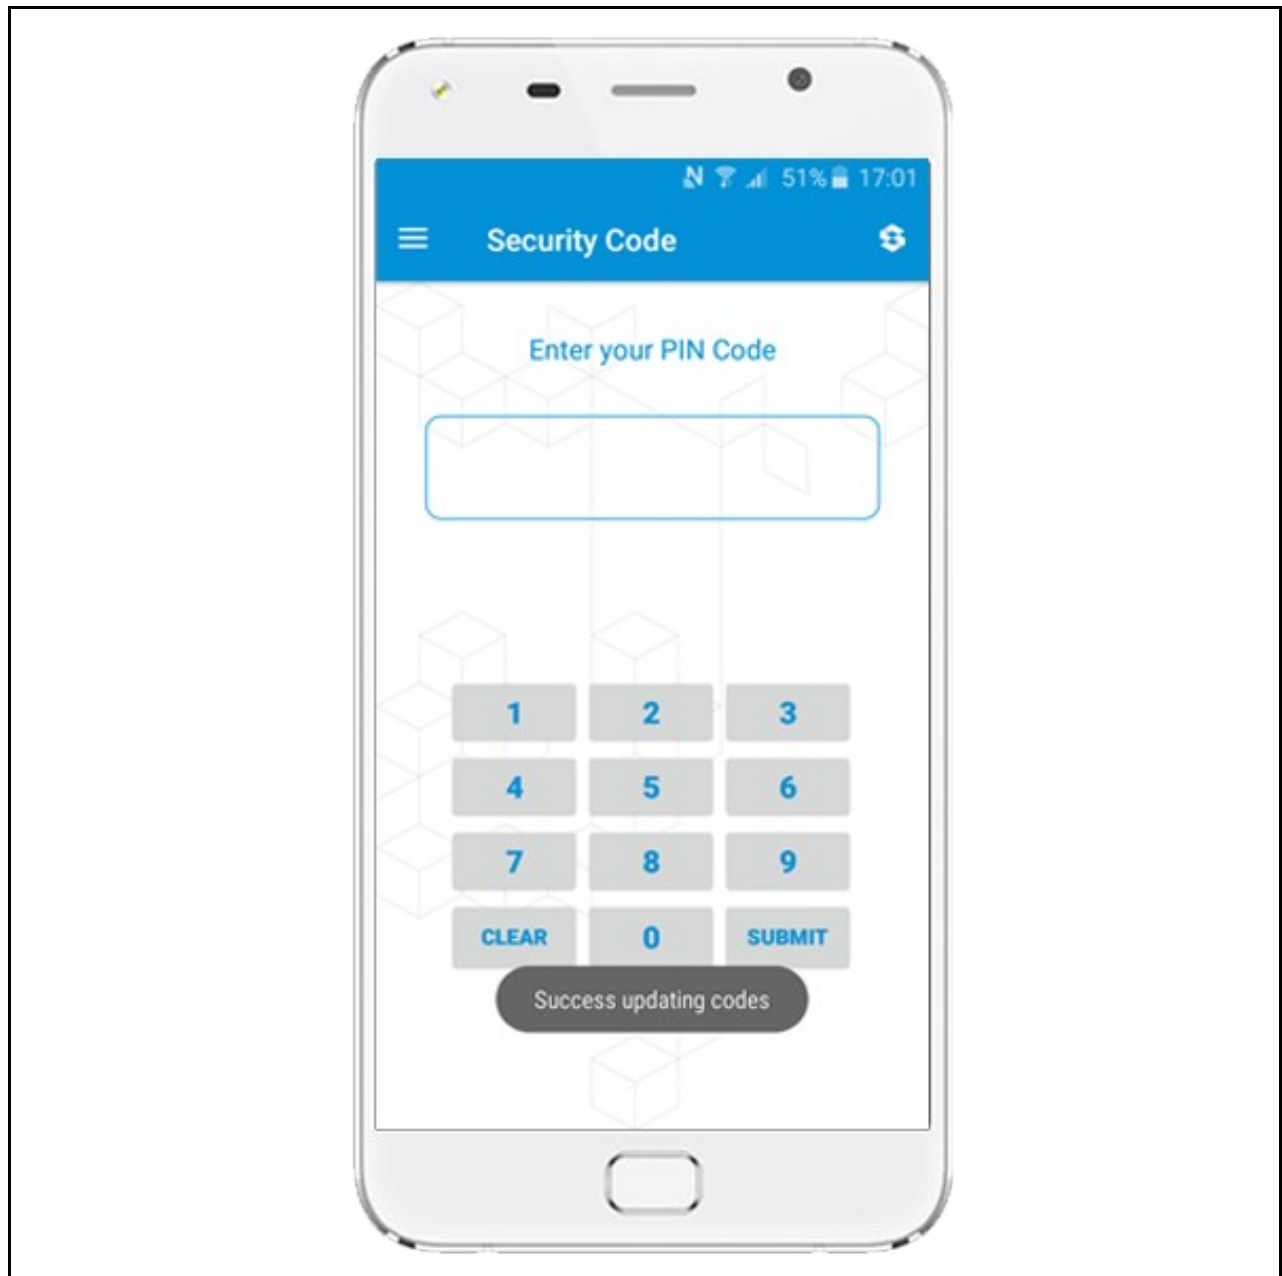 51% 17:01
Security Code
Enter your PIN Code
1 2 3
4 5 6
7 8 9
CLEAR 0 SUBMIT
Success updating codes